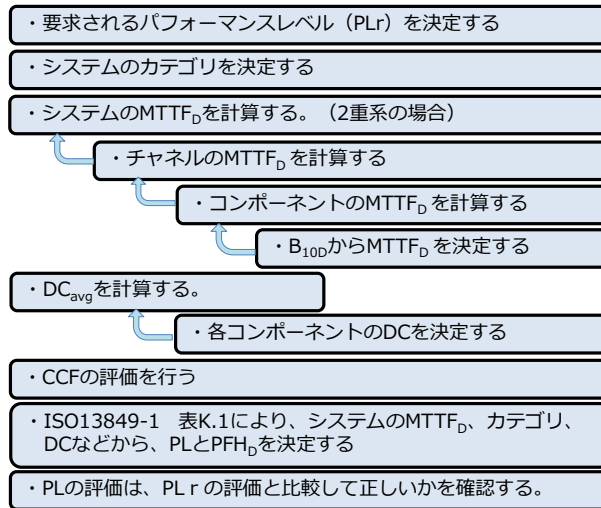 ・要求されるパフォーマンスレベル（PLr）を決定する
・システムのカテゴリを決定する
・システムのMTTFDを計算する。（2重系の場合）
・チャネルのMTTFD を計算する
・コンポーネントのMTTFD を計算する
・B10DからMTTFD を決定する
・DCavgを計算する。
・各コンポーネントのDCを決定する
・CCFの評価を行う
・ISO13849-1　表K.1により、システムのMTTFD、カテゴリ、
DCなどから、PLとPFHDを決定する
・PLの評価は、PL r の評価と比較して正しいかを確認する。